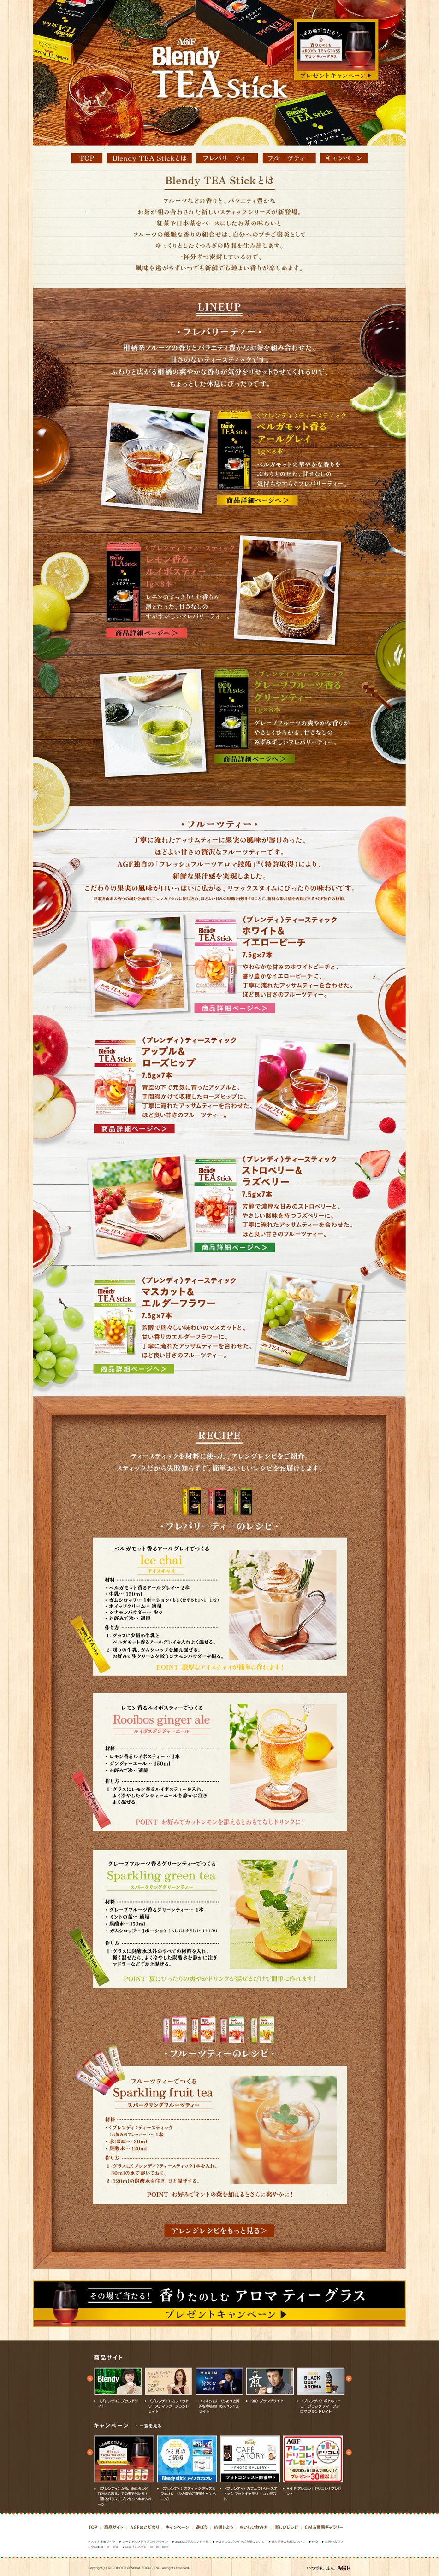 AGF
Blendy
TEA Stick
その場で当たる!
香りたのしむ
アロマ ティーグラス
プレゼントキャンペーン
TOP
Blendy TEA Stickとは
フレーバリーティー
フルーツティー
キャンペーン
Blendy TEA Stickとは
フルーツなどの香りと、バラエティ豊かな
お茶が組み合わされた新しいスティックシリーズが新登場。
紅茶や日本茶をベースにしたお茶の味わいと
フルーツの優雅な香りの組合せは、自分へのプチご褒美として
ゆっくりとしたくつろぎの時間を生み出します。
一杯分ずつ密封しているので、
風味を逃がさずいつでも新鮮で心地よい香りが楽しめます。
LINEUP
・フレバリーティー・
柑橘系フルーツの香りとバラエティ豊かなお茶を組み合わせた、
甘さのないティースティックです。
ふわりと広がる柑橘の爽やかな香りが気分をリセットさせてくれるので、
ちょっとした休息にぴったりです。
〈ブレンディ〉ティースティック
ベルガモット香る
アールグレイ
1g×8本
ベルガモットの華やかな香りを
ふわりとのせた、甘さなしの
気持ちやすらぐフレバリーティー。
商品詳細ページへ>
〈ブレンディ〉ティースティック
レモン香る
ルイボスティー
1g×8本
レモンのすっきりした香りが
凛とたった、甘さなしの
すがすがしいフレバリーティー。
商品詳細ページへ>
〈ブレンディ〉ティースティック
グレープフルーツ香る
グリーンティー
1g×8本
グレープフルーツの爽やかな香りが
やさしくひろがる、甘さなしの
みずみずしいフレバリーティー。
商品詳細ページへ>
・フルーツティー・
丁寧に淹れたアッサムティーに果実の風味が溶けあった、
ほどよい甘さの贅沢なフルーツティーです。
AGF独自の「フレッシュフルーツアロマ技術」※(特許取得)により、
新鮮な果汁感を実現しました。
こだわりの果実の風味が口いっぱいに広がる、リラックスタイムにぴったりの味わいです。
〈ブレンディ〉ティースティック
ホワイト&
イエローピーチ
7.5g×7本
やわらかな甘みのホワイトピーチと、
香り豊かなイエローピーチに、
丁寧に淹れたアッサムティーを合わせた、
ほど良い甘さのフルーツティー。
商品詳細ページへ>
〈ブレンディ〉ティースティック
アップル&
ローズヒップ
7.5g×7本
青空の下で元気に育ったアップルと、
手間暇かけて収穫したローズヒップに、
丁寧に淹れたアッサムティーを合わせた、
ほど良い甘さのフルーツティー。
商品詳細ページへ>
〈ブレンディ〉ティースティック
ストロベリー&
ラズベリー
7.5g×7本
芳醇で濃厚な甘みのストロベリーと、
やさしい酸味を持つラズベリーに、
丁寧に淹れたアッサムティーを合わせた、
ほど良い甘さのフルーツティー。
商品詳細ページへ>
〈ブレンディ〉ティースティック
マスカット&
エルダーフラワー
7.5g×7本
芳醇で瑞々しい味わいのマスカットと、
甘い香りのエルダーフラワーに、
丁寧に淹れたアッサムティーを合わせた、
ほど良い甘さのフルーツティー。
商品詳細ページへ>
RECIPE
ティースティックを材料に使った、アレンジレシピをご紹介。
スティックだから失敗知らずで、簡単おいしいレシピをお届けします。
・フレバリーティーのレシピ・
ベルガモット香るアールグレイでつくる
Ice chai
アイスチャイ
材料
・ベルガモット香るアールグレイ… 2本
・牛乳… 150ml
・ホイップクリーム… 適量
・シナモンパウダー… 少々
・お好みで氷… 適量
作り方
1:グラスに少量の牛乳と
ベルガモット香るアールグレイを入れよく混ぜる。
2:残りの牛乳、ガムシロップを加え混ぜる。
お好みで生クリームを絞りシナモンパウダーを振る。
POINT 濃厚なアイスチャイが簡単に作れます!
レモン香るルイボスティーでつくる
Rooibos ginger ale
ルイボスジンジャーエール
材料
・レモン香るルイボスティー… 1本
・ジンジャーエール… 150ml
・お好みで氷… 適量
作り方
1:グラスにレモン香るルイボスティーを入れ、
よく冷やしたジンジャーエールを静かに注ぎ
よく混ぜる。
POINT お好みでカットレモンを添えるとおもてなしドリンクに!
グレープフルーツ香るグリーンティーでつくる
Sparkling green tea
スパークリンググリーンティー
材料
・グレープフルーツ香るグリーンティー… 1本
・ミントの葉… 適量
・炭酸水… 150ml
作り方
1:グラスに炭酸水以外のすべての材料を入れ、
軽く混ぜたら、よく冷やした炭酸水を静かに注ぎ
マドラーなどでかき混ぜる。
POINT 夏にぴったりの爽やかドリンクが混ぜるだけで簡単に作れます!
・フルーツティーのレシピ・
フルーツティーでつくる
Sparkling fruit tea
スパークリングフルーツティー
材料
・〈ブレンディ〉ティースティック
(お好みのフレーバー)… 1本
・水(常温)… 30ml
・炭酸水… 120ml
作り方
1:グラスに〈ブレンディ〉ティースティック1本を入れ、
30mlの水で溶いておく。
2:120mlの炭酸水を注ぎ、ひと混ぜする。
POINT お好みでミントの葉を加えるとさらに爽やかに!
アレンジレシピをもっと見る>
その場で当たる! 香りたのしむ アロマ ティーグラス
プレゼントキャンペーン
商品サイト
〈ブレンディ〉ブランドサイト
キャンペーン
一覧を見る
TOP
商品サイト
AGFのこだわり
キャンペーン
遊ぼう
応援しよう
おいしい飲み方
楽しいレシピ
CM&動画ギャラリー
いつでも、ふぅ。AGF